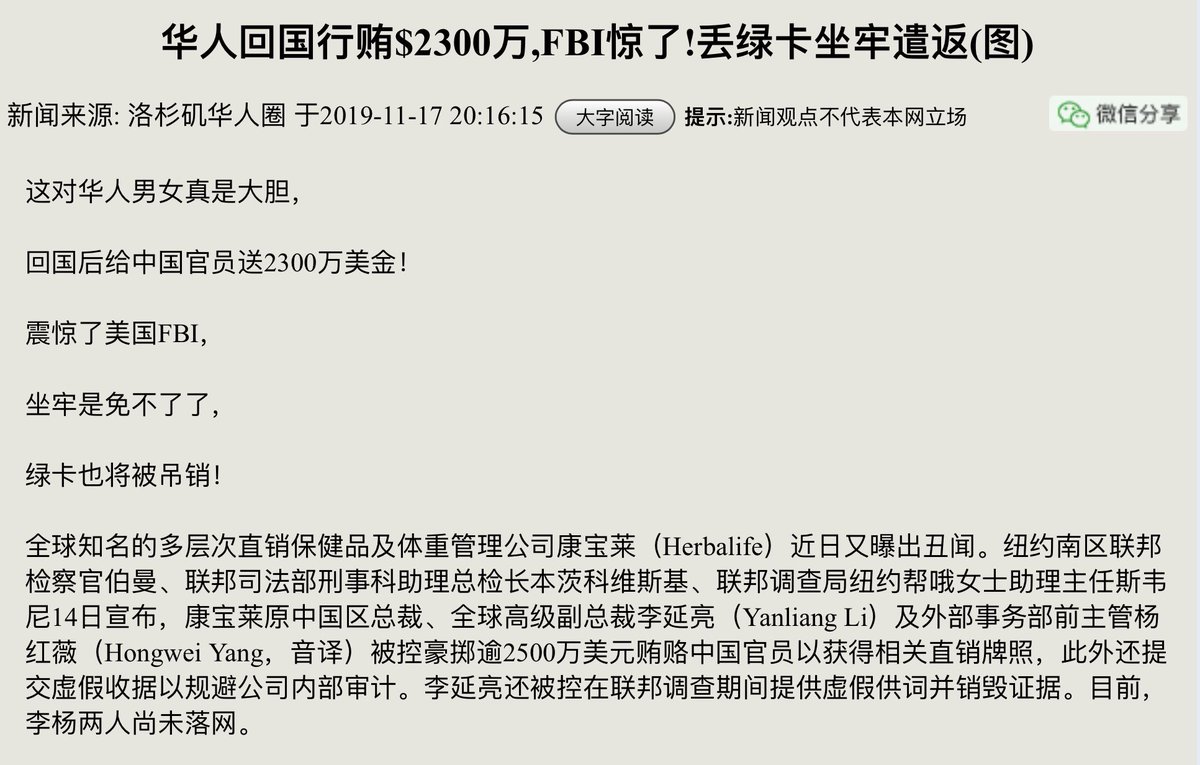 华人回国行贿$2300万,FBI惊了!丢绿卡坐牢遣返(图)
新闻来源: 洛杉矶华人圈 于2019-11-17 20:16:15 大字阅读 提示:新闻观点不代表本网立场 微信分享
这对华人男女真是大胆，
回国后给中国官员送2300万美金！
震惊了美国FBI，
坐牢是免不了了，
绿卡也将被吊销！
全球知名的多层次直销保健品及体重管理公司康宝莱（Herbalife）近日又曝出丑闻。纽约南区联邦
检察官伯曼、联邦司法部刑事科助理总检长本茨科维斯基、联邦调查局纽约帮哦女士助理主任斯韦
尼14日宣布，康宝莱原中国区总裁、全球高级副总裁李延亮（Yanliang Li）及外部事务部前主管杨
红薇（Hongwei Yang，音译）被控豪掷逾2500万美元贿赂中国官员以获得相关直销牌照，此外还提
交虚假收据以规避公司内部审计。李延亮还被控在联邦调查期间提供虚假供词并销毁证据。目前，
李杨两人尚未落网。